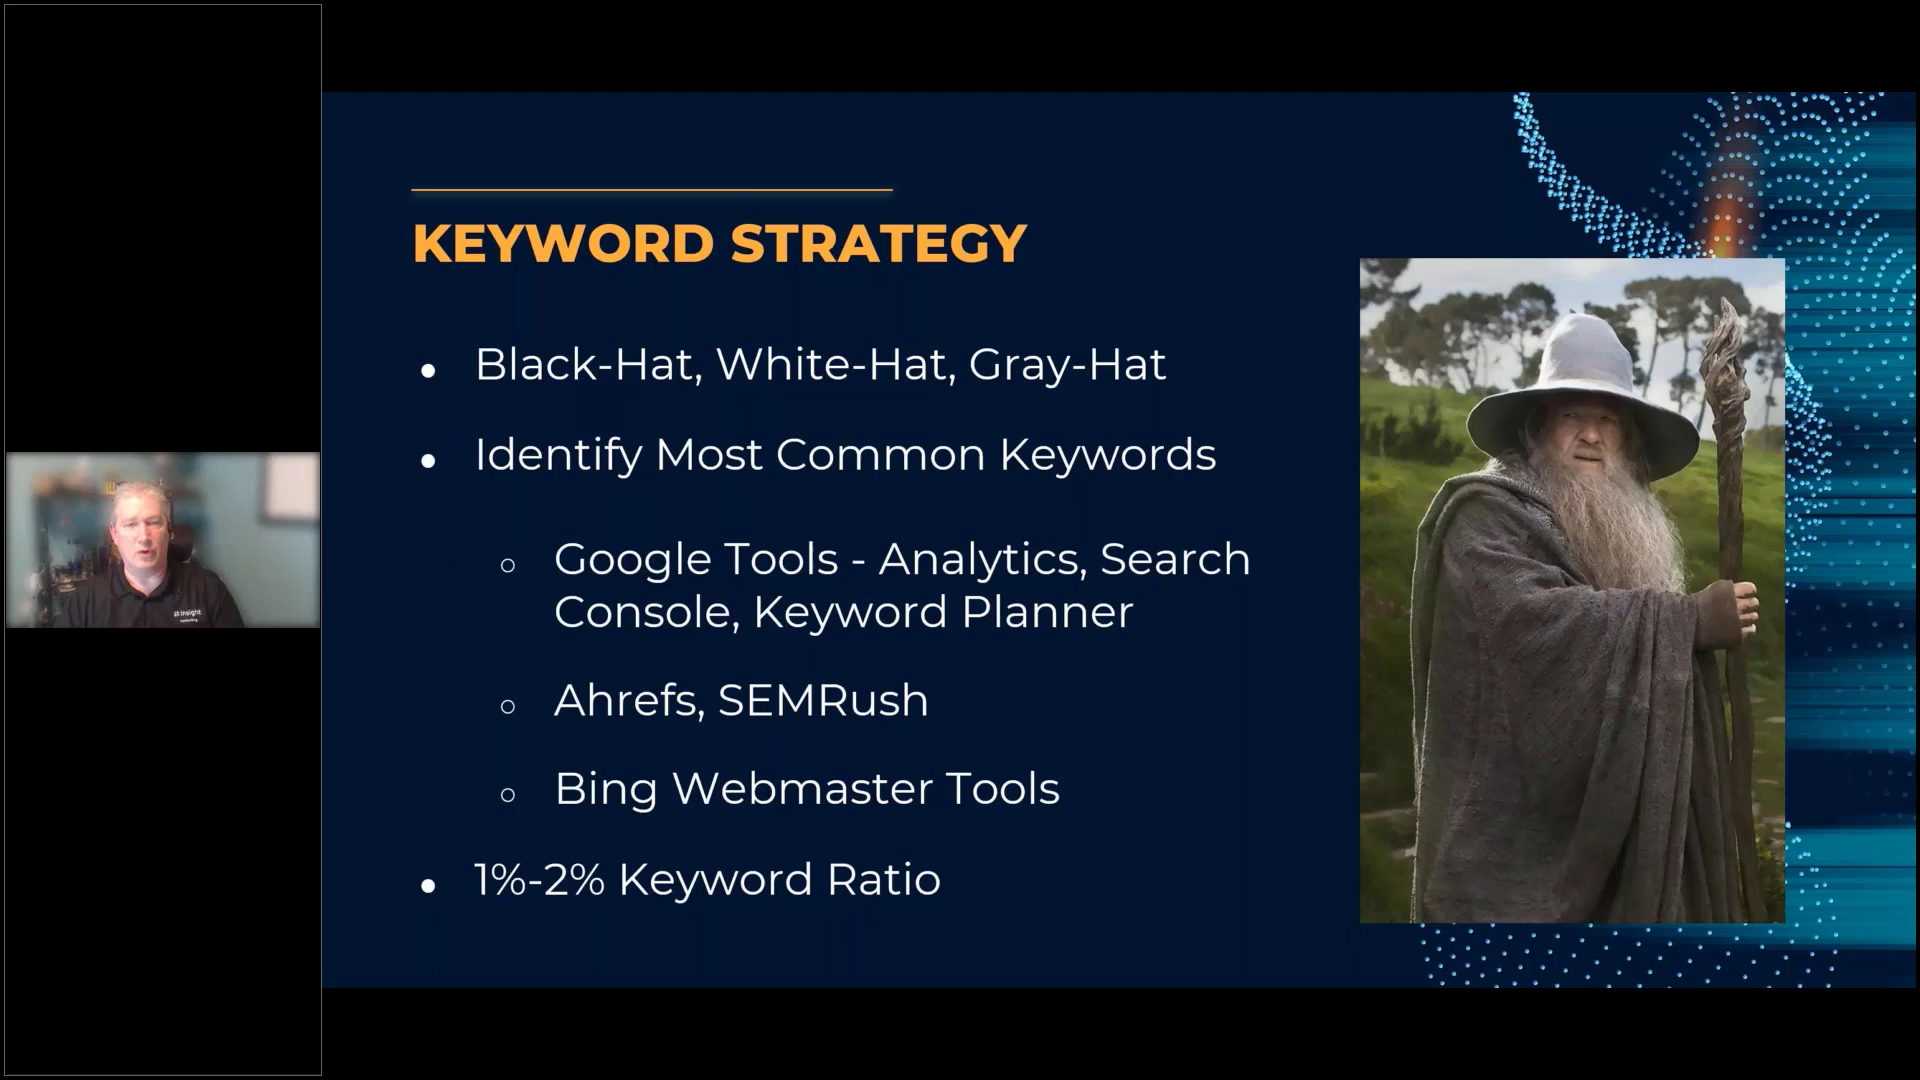 KEYWORD STRATEGY
● Black-Hat, White-Hat, Gray-Hat
● Identify Most Common Keywords
○ Google Tools - Analytics, Search
Console, Keyword Planner
○ Ahrefs, SEMRush
○ Bing Webmaster Tools
● 1%-2% Keyword Ratio
Insight